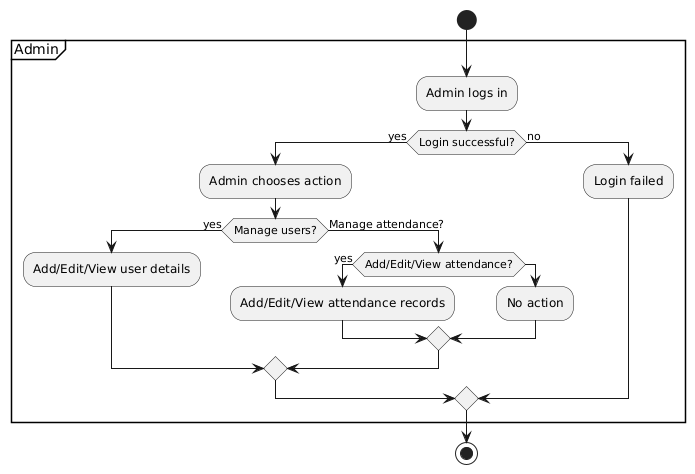 Admin
Admin logs in
yes
Login successful?
no
Admin chooses action
Login failed
yes
Manage users?
Manage attendance?
Add/Edit/View user details
yes
Add/Edit/View attendance?
Add/Edit/View attendance records
No action